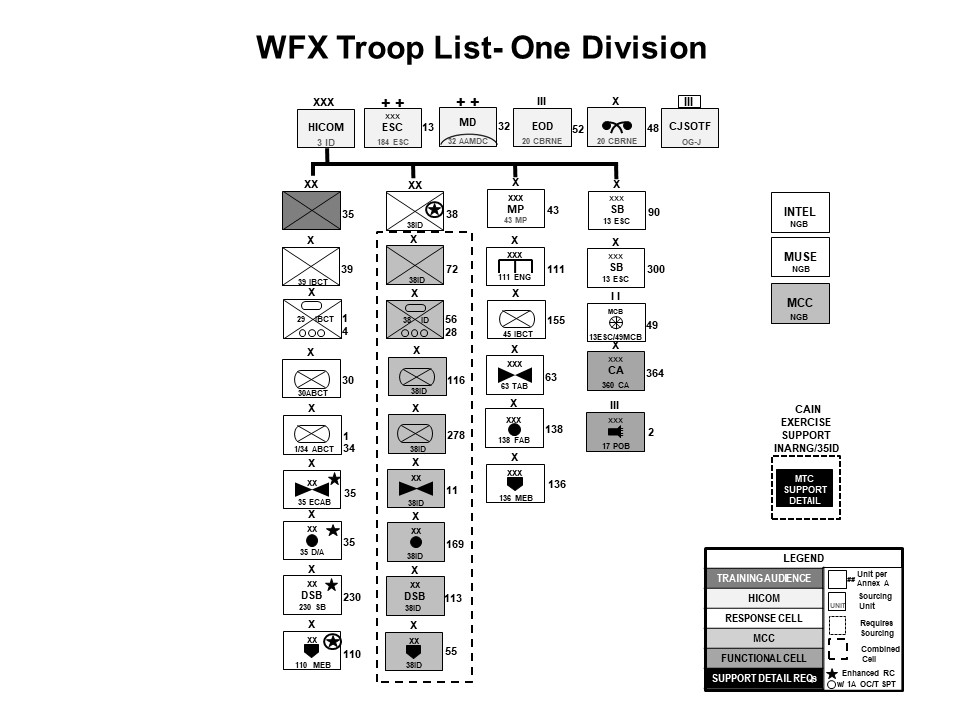 WFX Troop List- One Division
XXX
++
++
III
X
III
HICOM
3 ID
XXX
ESC
184 ESC
13
MD
32 AAMDC
32
EOD
20 CBRNE
52
20 CBRNE
48
CJSOTF
OG-J
XX
35
X
39 IBCT
39
X
29 IBCT
1
4
X
30ABCT
30
X
1/34 ABCT
1
34
X
XX
35 ECAB
35
X
XX
35 D/A
35
X
XX
DSB
230 SB
230
X
XX
110 MEB
110
XX
38ID
38
X
38ID
72
X
38 ID
56
28
X
38ID
116
X
38ID
278
X
XX
38ID
11
X
XX
38ID
169
X
XX
DSB
38ID
113
X
XX
38ID
55
X
XXX
MP
43 MP
43
X
XXX
111 ENG
111
X
45 IBCT
155
X
XXX
63 TAB
63
X
XXX
138 FAB
138
X
XXX
136 MEB
136
X
XXX
SB
13 ESC
90
X
XXX
SB
13 ESC
300
I I
MCB
13ESC/49MCB
49
X
XXX
CA
360 CA
364
III
XXX
17 POB
2
INTEL
NGB
MUSE
NGB
MCC
NGB
CAIN
EXERCISE
SUPPORT
INARNG/35ID
MTC
SUPPORT
DETAIL
LEGEND
TRAINING AUDIENCE
HICOM
RESPONSE CELL
MCC
FUNCTIONAL CELL
SUPPORT DETAIL REQs
## Unit per
Annex A
UNIT
Sourcing
Unit
Requires
Sourcing
Combined
Cell
Enhanced RC
w/ 1A OC/T SPT